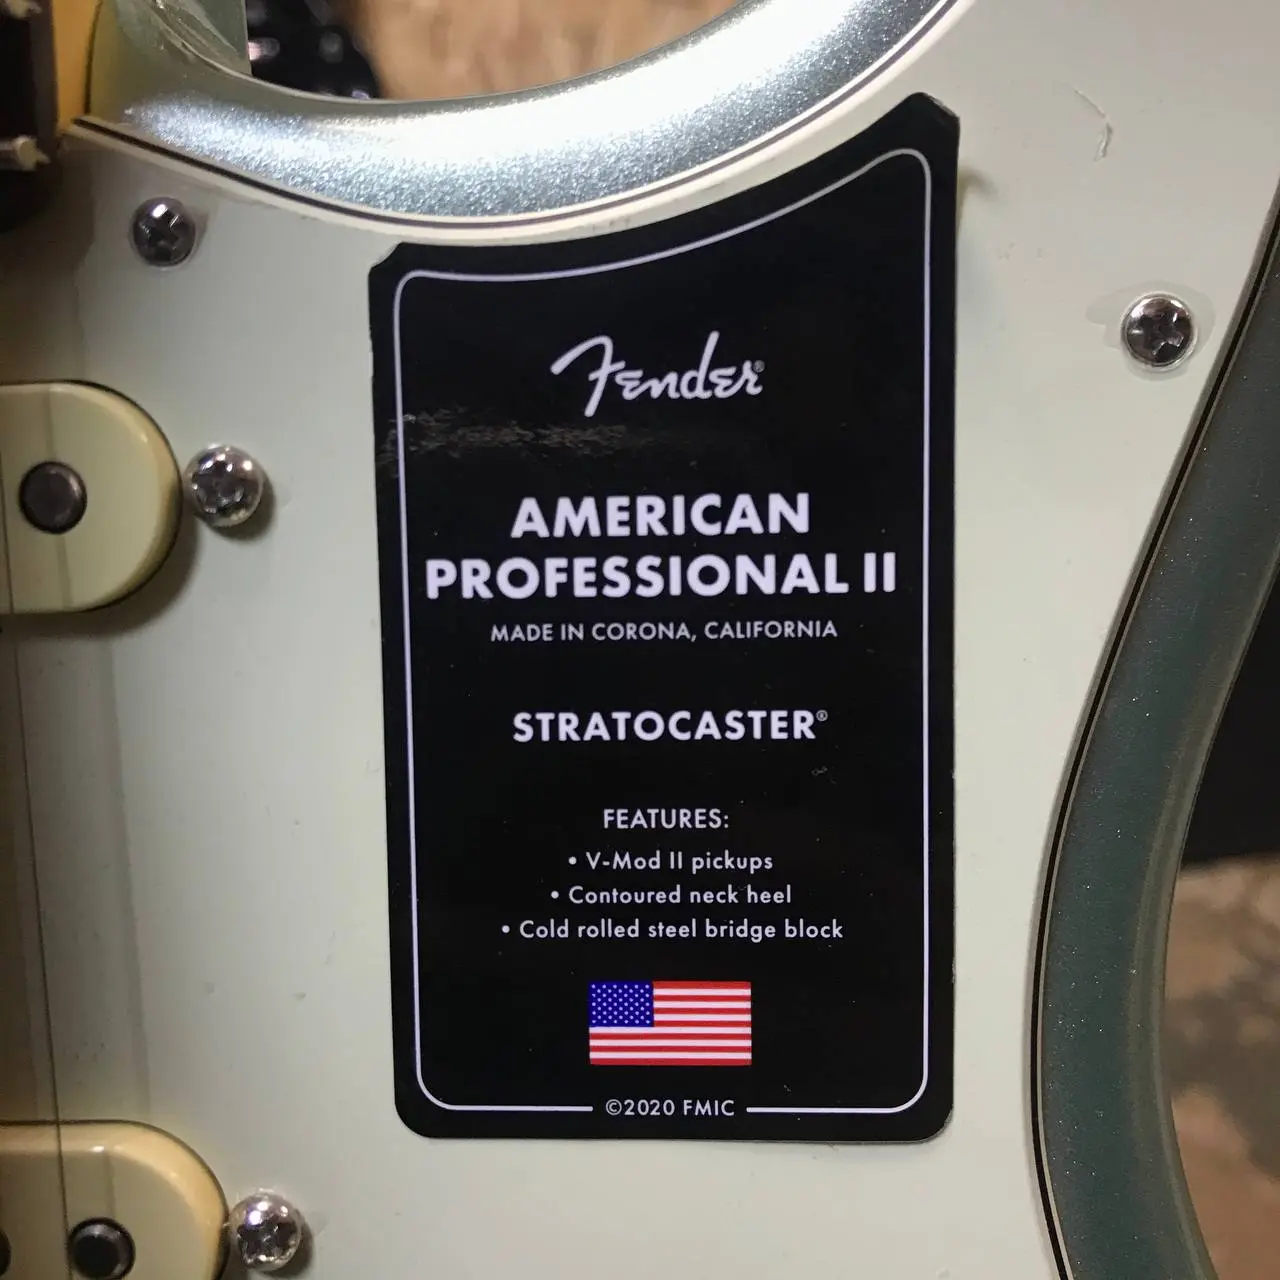 Fender®
AMERICAN
PROFESSIONAL II
MADE IN CORONA, CALIFORNIA
STRATOCASTER®
FEATURES:
• V-Mod II pickups
• Contoured neck heel
• Cold rolled steel bridge block
©2020 FMIC